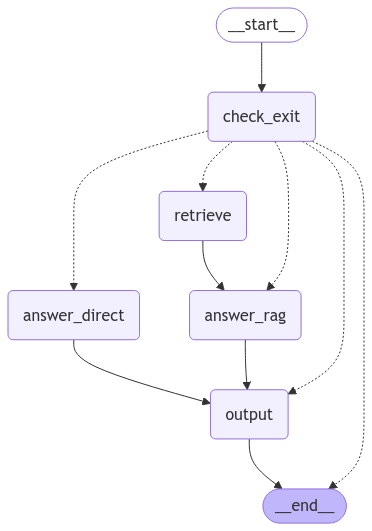 __start__
check_exit
retrieve
answer_direct
answer_rag
output
__end__